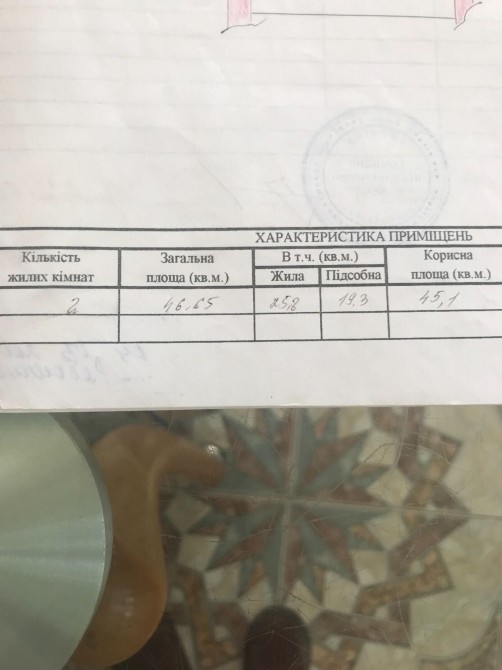 ХАРАКТЕРИСТИКА ПРИМІЩЕНЬ
Кількість жилих кімнат
Загальна площа (кв.м.)
В т.ч. (кв.м.)
Жила
Підсобна
Корисна площа (кв.м.)
2 46.65 25,8 19,3 45,1